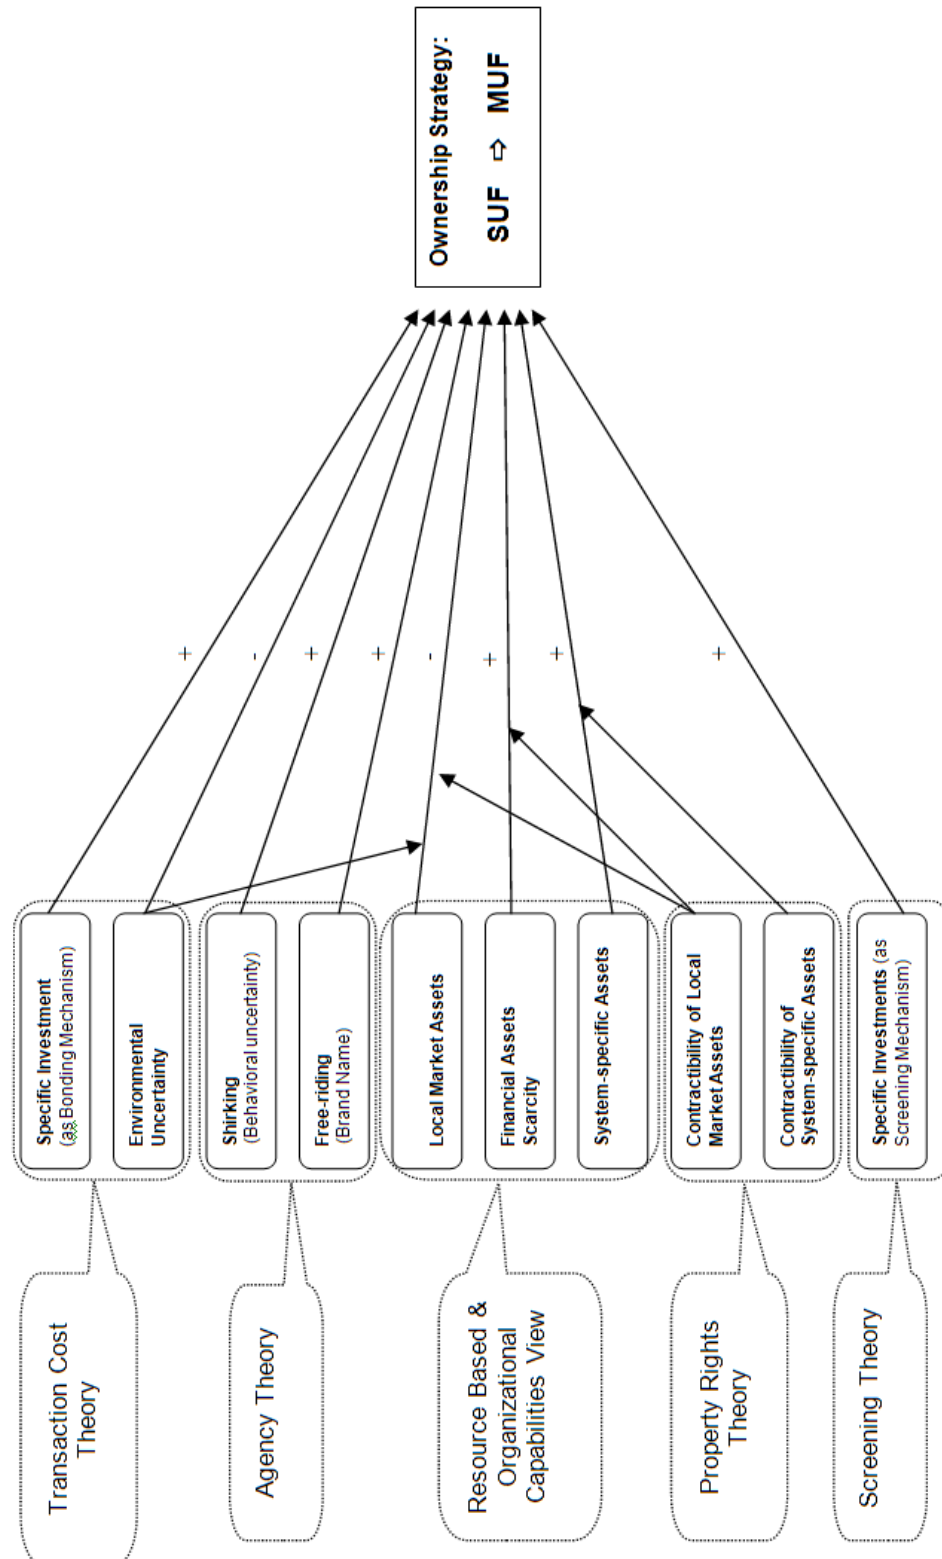 Transaction Cost
Theory
Agency Theory
Resource Based &
Organizational
Capabilities View
Property Rights
Theory
Screening Theory
Specific Investment
(as Bonding Mechanism)
Environmental
Uncertainty
Shirking
(Behavioral uncertainty)
Free-riding
(Brand Name)
Local Market Assets
Financial Assets
Scarcity
System-specific Assets
Contractibility of Local
Market Assets
Contractibility of
System-specific Assets
Specific Investments (as
Screening Mechanism)
+
-
+
+
-
+
+
+
Ownership Strategy:
SUF ⇨ MUF